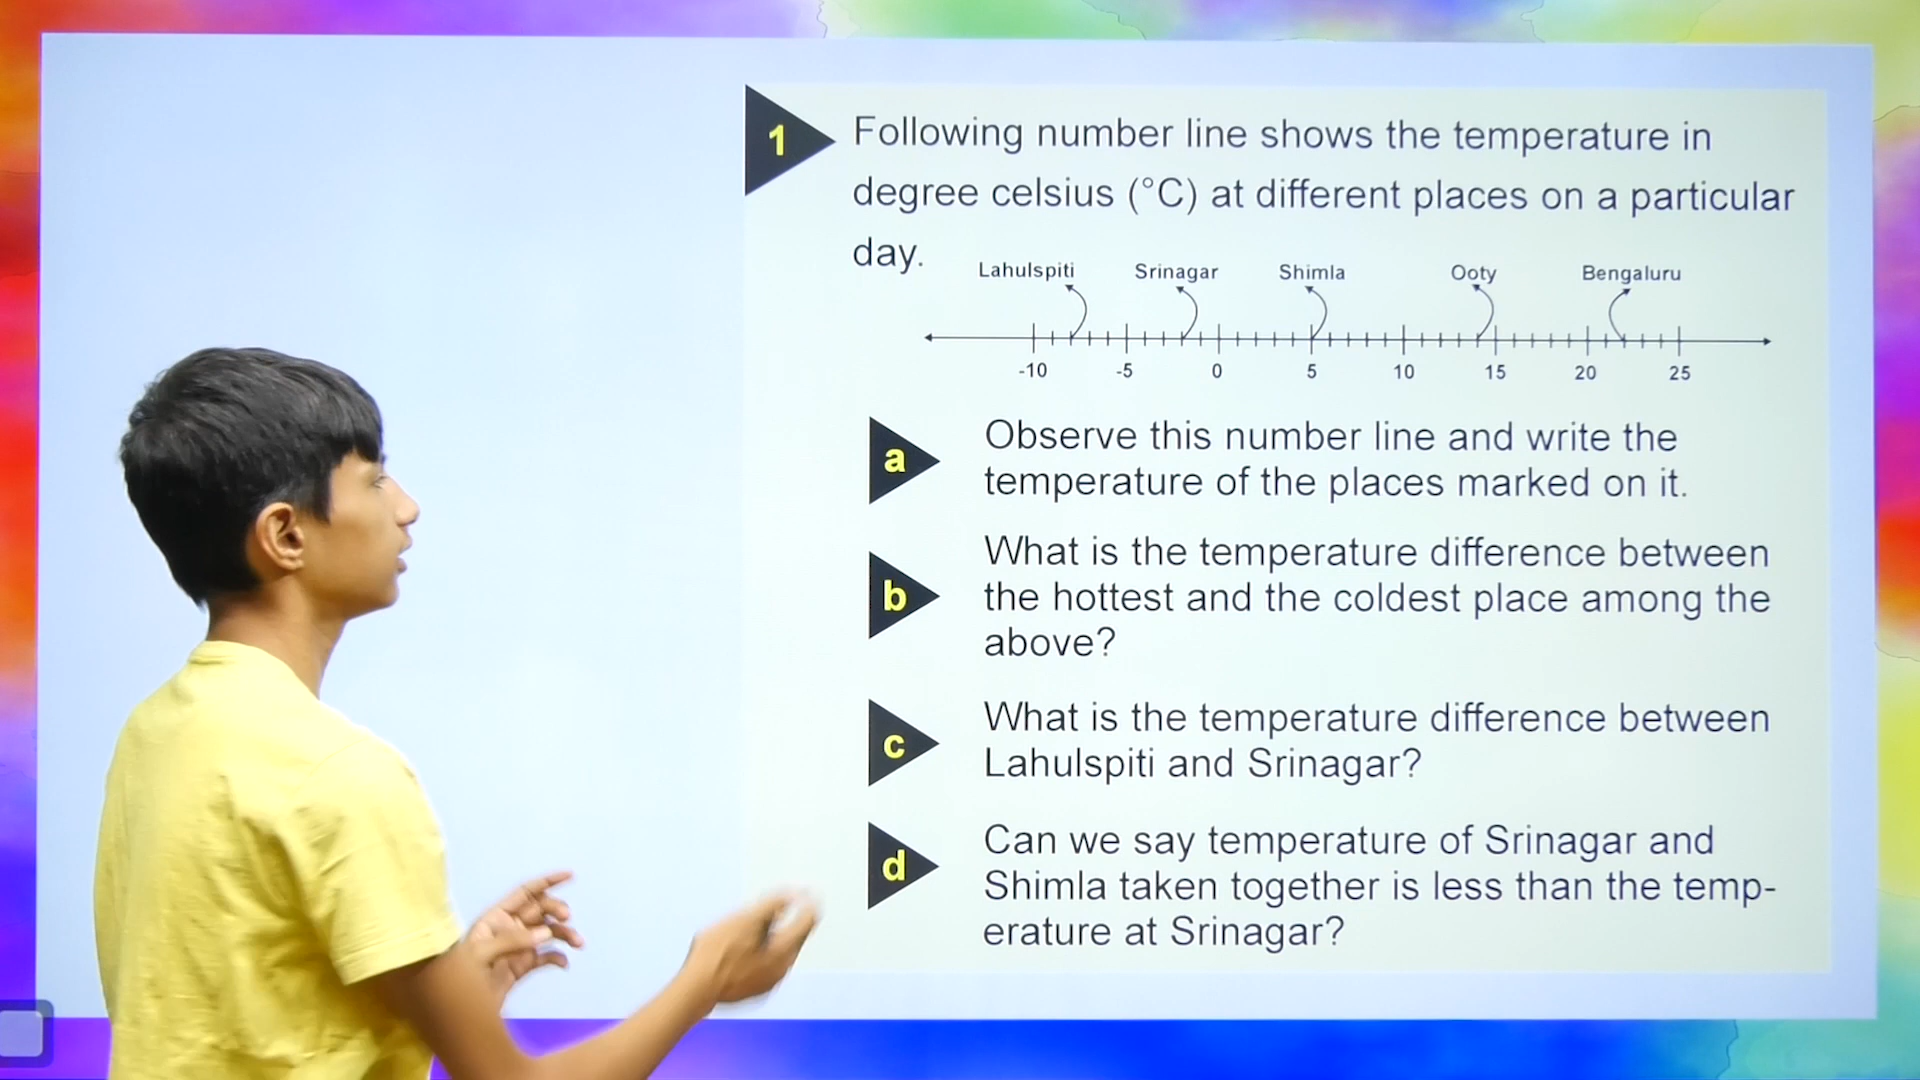 1
Following number line shows the temperature in
degree celsius (°C) at different places on a particular
day.
Lahulspiti Srinagar Shimla Ooty Bengaluru
-10 -5 0 5 10 15 20 25
a
Observe this number line and write the
temperature of the places marked on it.
b
What is the temperature difference between
the hottest and the coldest place among the
above?
c
What is the temperature difference between
Lahulspiti and Srinagar?
d
Can we say temperature of Srinagar and
Shimla taken together is less than the temp-
erature at Srinagar?